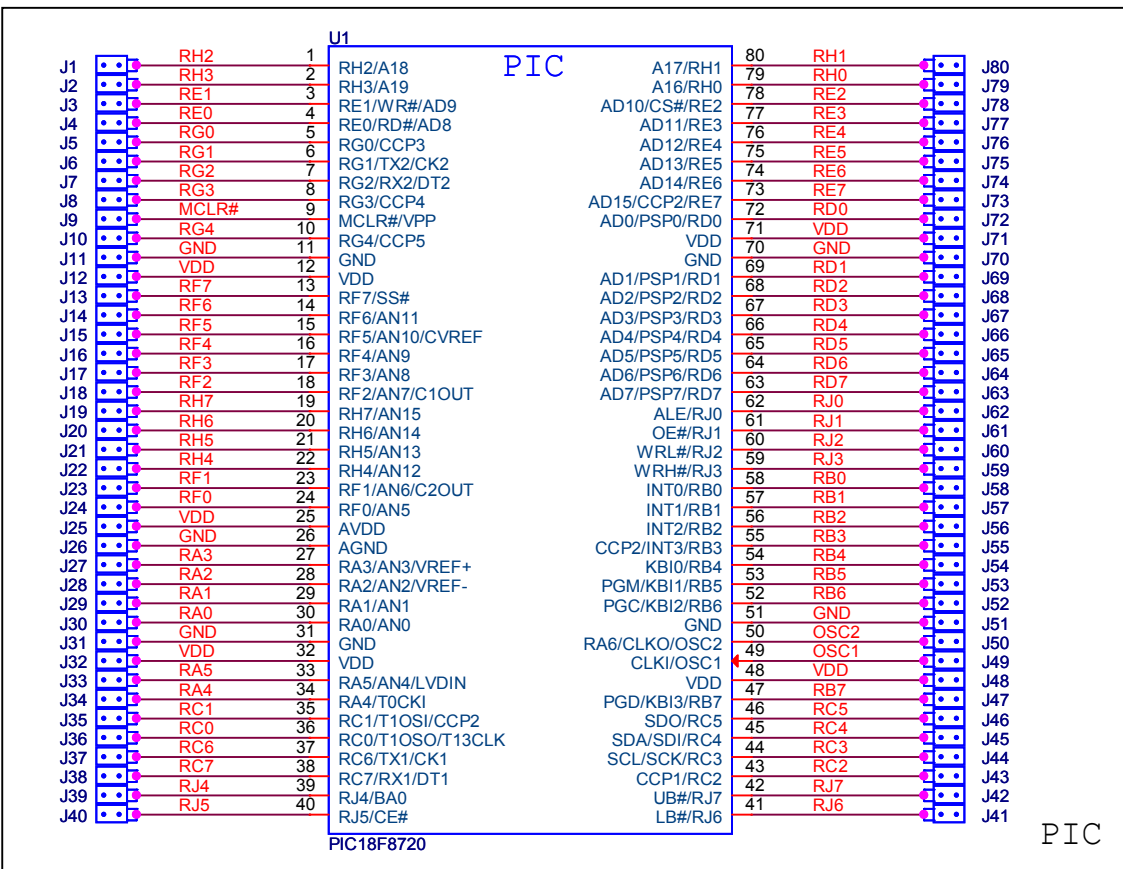 U1
PIC
J1 RH2 1 RH2/A18 A17/RH1 80 RH1 J80
J2 RH3 2 RH3/A19 A16/RH0 79 RH0 J79
J3 RE1 3 RE1/WR#/AD9 AD10/CS#/RE2 78 RE2 J78
J4 RE0 4 RE0/RD#/AD8 AD11/RE3 77 RE3 J77
J5 RG0 5 RG0/CCP3 AD12/RE4 76 RE4 J76
J6 RG1 6 RG1/TX2/CK2 AD13/RE5 75 RE5 J75
J7 RG2 7 RG2/RX2/DT2 AD14/RE6 74 RE6 J74
J8 RG3 8 RG3/CCP4 AD15/CCP2/RE7 73 RE7 J73
J9 MCLR# 9 MCLR#/VPP AD0/PSP0/RD0 72 RD0 J72
J10 RG4 10 RG4/CCP5 VDD 71 VDD J71
J11 GND 11 GND GND 70 GND J70
J12 VDD 12 VDD AD1/PSP1/RD1 69 RD1 J69
J13 RF7 13 RF7/SS# AD2/PSP2/RD2 68 RD2 J68
J14 RF6 14 RF6/AN11 AD3/PSP3/RD3 67 RD3 J67
J15 RF5 15 RF5/AN10/CVREF AD4/PSP4/RD4 66 RD4 J66
J16 RF4 16 RF4/AN9 AD5/PSP5/RD5 65 RD5 J65
J17 RF3 17 RF3/AN8 AD6/PSP6/RD6 64 RD6 J64
J18 RF2 18 RF2/AN7/C1OUT AD7/PSP7/RD7 63 RD7 J63
J19 RH7 19 RH7/AN15 ALE/RJ0 62 RJ0 J62
J20 RH6 20 RH6/AN14 OE#/RJ1 61 RJ1 J61
J21 RH5 21 RH5/AN13 WRL#/RJ2 60 RJ2 J60
J22 RH4 22 RH4/AN12 WRH#/RJ3 59 RJ3 J59
J23 RF1 23 RF1/AN6/C2OUT INT0/RB0 58 RB0 J58
J24 RF0 24 RF0/AN5 INT1/RB1 57 RB1 J57
J25 VDD 25 AVDD INT2/RB2 56 RB2 J56
J26 GND 26 AGND CCP2/INT3/RB3 55 RB3 J55
J27 RA3 27 RA3/AN3/VREF+ KBI0/RB4 54 RB4 J54
J28 RA2 28 RA2/AN2/VREF- PGM/KBI1/RB5 53 RB5 J53
J29 RA1 29 RA1/AN1 PGC/KBI2/RB6 52 RB6 J52
J30 RA0 30 RA0/AN0 GND 51 GND J51
J31 GND 31 GND RA6/CLKO/OSC2 50 OSC2 J50
J32 VDD 32 VDD CLKI/OSC1 49 OSC1 J49
J33 RA5 33 RA5/AN4/LVDIN VDD 48 VDD J48
J34 RA4 34 RA4/T0CKI PGD/KBI3/RB7 47 RB7 J47
J35 RC1 35 RC1/T1OSI/CCP2 SDO/RC5 46 RC5 J46
J36 RC0 36 RC0/T1OSO/T13CLK SDA/SDI/RC4 45 RC4 J45
J37 RC6 37 RC6/TX1/CK1 SCL/SCK/RC3 44 RC3 J44
J38 RC7 38 RC7/RX1/DT1 CCP1/RC2 43 RC2 J43
J39 RJ4 39 RJ4/BA0 UB#/RJ7 42 RJ7 J42
J40 RJ5 40 RJ5/CE# LB#/RJ6 41 RJ6 J41
PIC18F8720
PIC